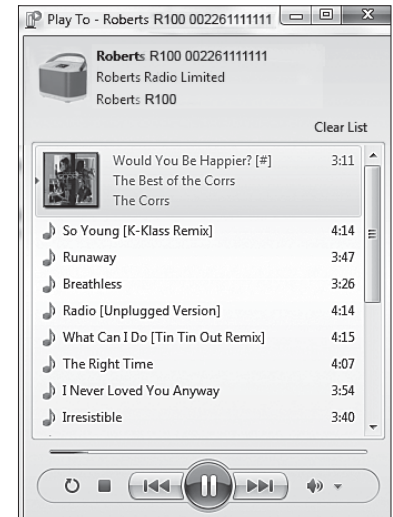 Play To - Roberts R100 002261111111
Roberts R100 002261111111
Roberts Radio Limited
Roberts R100
Clear List
Would You Be Happier? [#] 3:11
The Best of the Corrs
The Corrs
So Young [K-Klass Remix] 4:14
Runaway 3:47
Breathless 3:26
Radio [Unplugged Version] 4:14
What Can I Do [Tin Tin Out Remix] 4:15
The Right Time 4:07
I Never Loved You Anyway 3:54
Irresistible 3:40